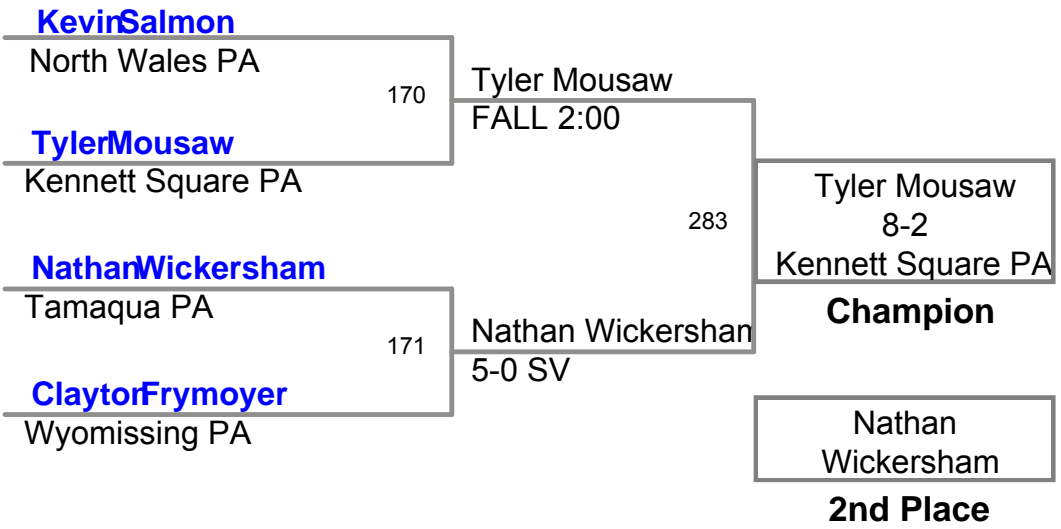 KevinSalmon
North Wales PA
170
Tyler Mousaw
FALL 2:00
TylerMousaw
Kennett Square PA
283
Tyler Mousaw
8-2
Kennett Square PA
Champion
NathanWickersham
Tamaqua PA
171
Nathan Wickersham
5-0 SV
ClaytonFrymoyer
Wyomissing PA
Nathan
Wickersham
2nd Place